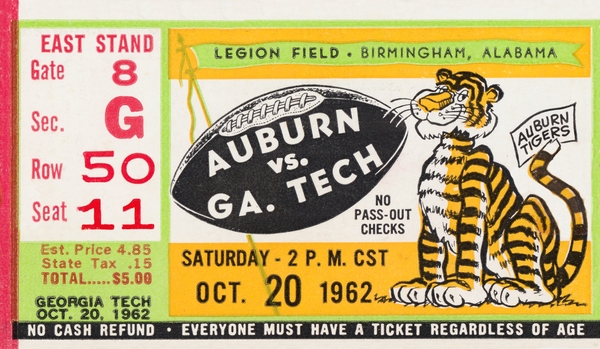 EAST STAND
Gate 8
Sec. G
Row 50
Seat 11
Est. Price 4.85
State Tax .15
TOTAL.....$5.00
GEORGIA TECH
OCT. 20, 1962
LEGION FIELD • BIRMINGHAM, ALABAMA
AUBURN
vs.
GA. TECH
NO
PASS-OUT
CHECKS
AUBURN
TIGERS
SATURDAY - 2 P. M. CST
OCT. 20 1962
NO CASH REFUND • EVERYONE MUST HAVE A TICKET REGARDLESS OF AGE